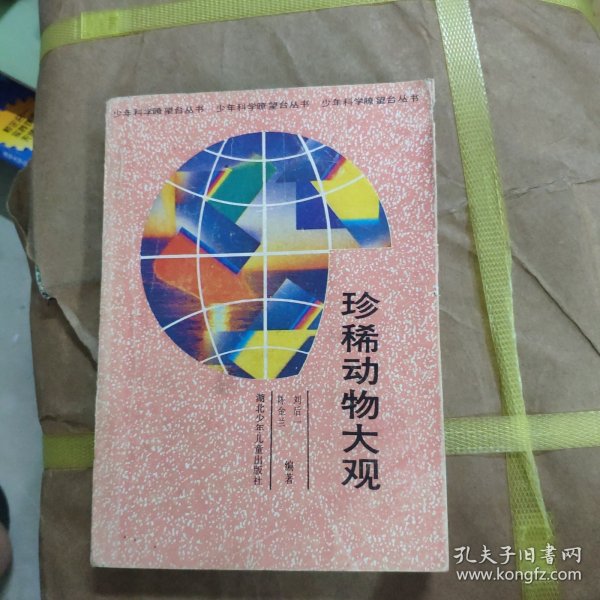 少年科学瞭望台丛书 少年科学瞭望台丛书 少年科学瞭望台丛书
珍稀动物大观
刘后一
金兰
编著
湖北少年儿童出版社
孔夫子旧书网
www.kongfz.com